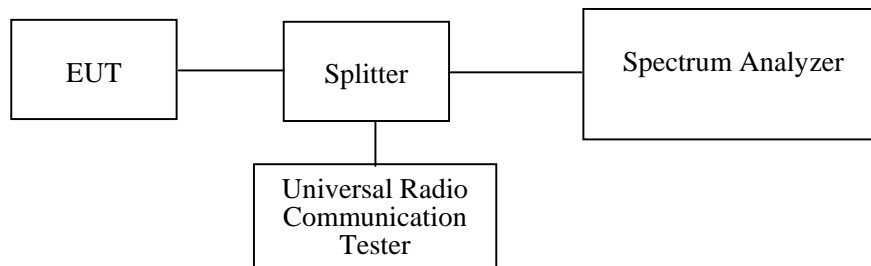 EUT
Splitter
Spectrum Analyzer
Universal Radio
Communication
Tester